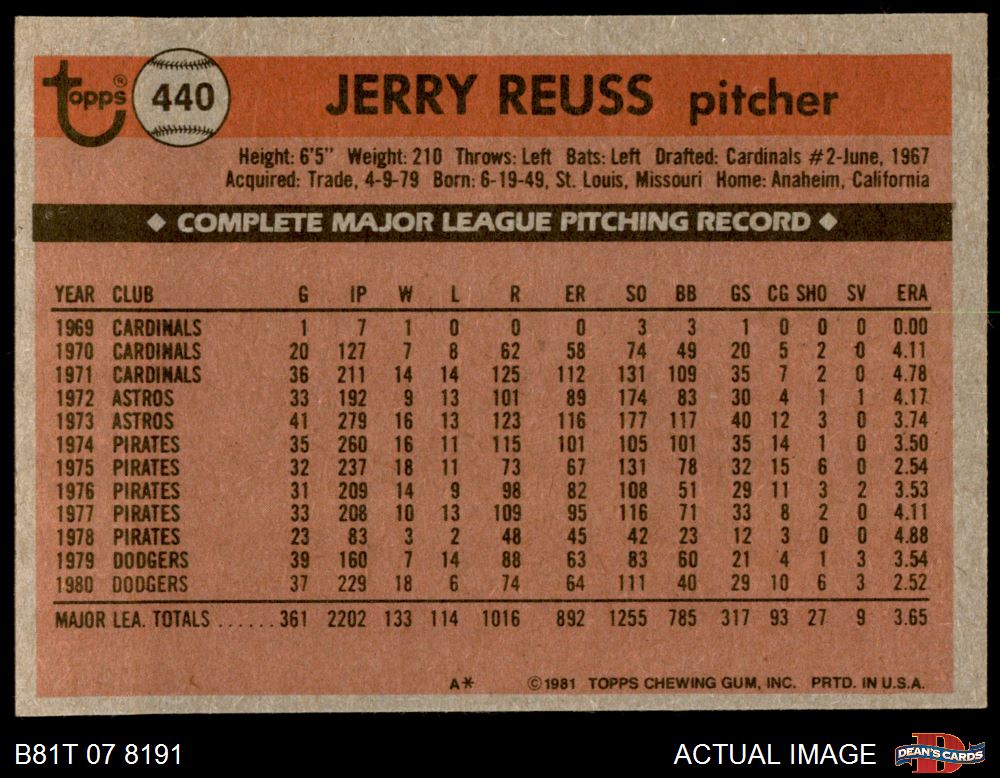 Topps® 440 JERRY REUSS pitcher
Height: 6'5" Weight: 210 Throws: Left Bats: Left Drafted: Cardinals #2-June, 1967
Acquired: Trade, 4-9-79 Born: 6-19-49, St. Louis, Missouri Home: Anaheim, California
◆ COMPLETE MAJOR LEAGUE PITCHING RECORD ◆
YEAR CLUB G IP W L R ER SO BB GS CG SHO SV ERA
1969 CARDINALS 1 7 1 0 0 0 3 3 1 0 0 0 0.00
1970 CARDINALS 20 127 7 8 62 58 74 49 20 5 2 0 4.11
1971 CARDINALS 36 211 14 14 125 112 131 109 35 7 2 0 4.78
1972 ASTROS 33 192 9 13 101 89 174 83 30 4 1 1 4.17
1973 ASTROS 41 279 16 13 123 116 177 117 40 12 3 0 3.74
1974 PIRATES 35 260 16 11 115 101 105 101 35 14 1 0 3.50
1975 PIRATES 32 237 18 11 73 67 131 78 32 15 6 0 2.54
1976 PIRATES 31 209 14 9 98 82 108 51 29 11 3 2 3.53
1977 PIRATES 33 208 10 13 109 95 116 71 33 8 2 0 4.11
1978 PIRATES 23 83 3 2 48 45 42 23 12 3 0 0 4.88
1979 DODGERS 39 160 7 14 88 63 83 60 21 4 1 3 3.54
1980 DODGERS 37 229 18 6 74 64 111 40 29 10 6 3 2.52
MAJOR LEA. TOTALS ......361 2202 133 114 1016 892 1255 785 317 93 27 9 3.65
A* ©1981 TOPPS CHEWING GUM, INC. PRTD. IN U.S.A.
B81T 07 8191 ACTUAL IMAGE DEAN'S CARDS